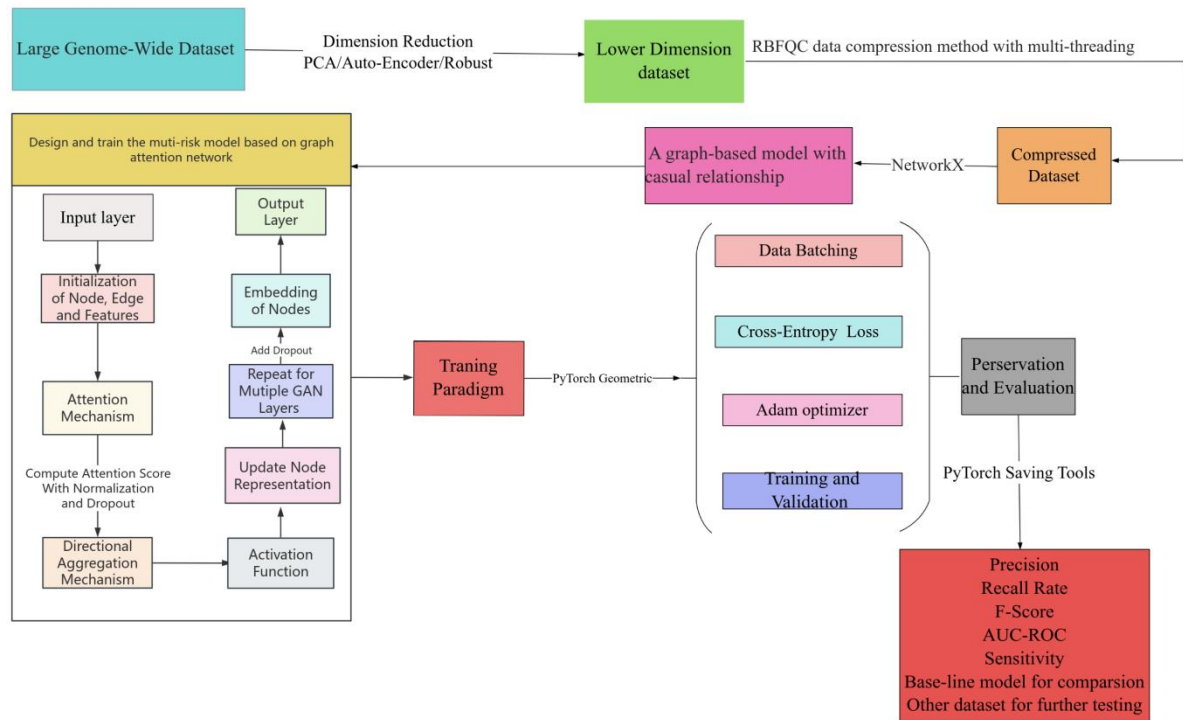 Large Genome-Wide Dataset
Dimension Reduction
PCA/Auto-Encoder/Robust
Lower Dimension
dataset
RBFQC data compression method with multi-threading
Design and train the muti-risk model based on graph
attention network
A graph-based model with
casual relationship
NetworkX
Compressed
Dataset
Input layer
Initialization
of Node, Edge
and Features
Attention
Mechanism
Compute Attention Score
With Normalization
and Dropout
Directional
Aggregation
Mechanism
Activation
Function
Update Node
Representation
Repeat for
Mutiple GAN
Layers
Add Dropout
Embedding
of Nodes
Output
Layer
Traning
Paradigm
PyTorch Geometric
Data Batching
Cross-Entropy Loss
Adam optimizer
Training and
Validation
Perservation
and Evaluation
PyTorch Saving Tools
Precision
Recall Rate
F-Score
AUC-ROC
Sensitivity
Base-line model for comparsion
Other dataset for further testing